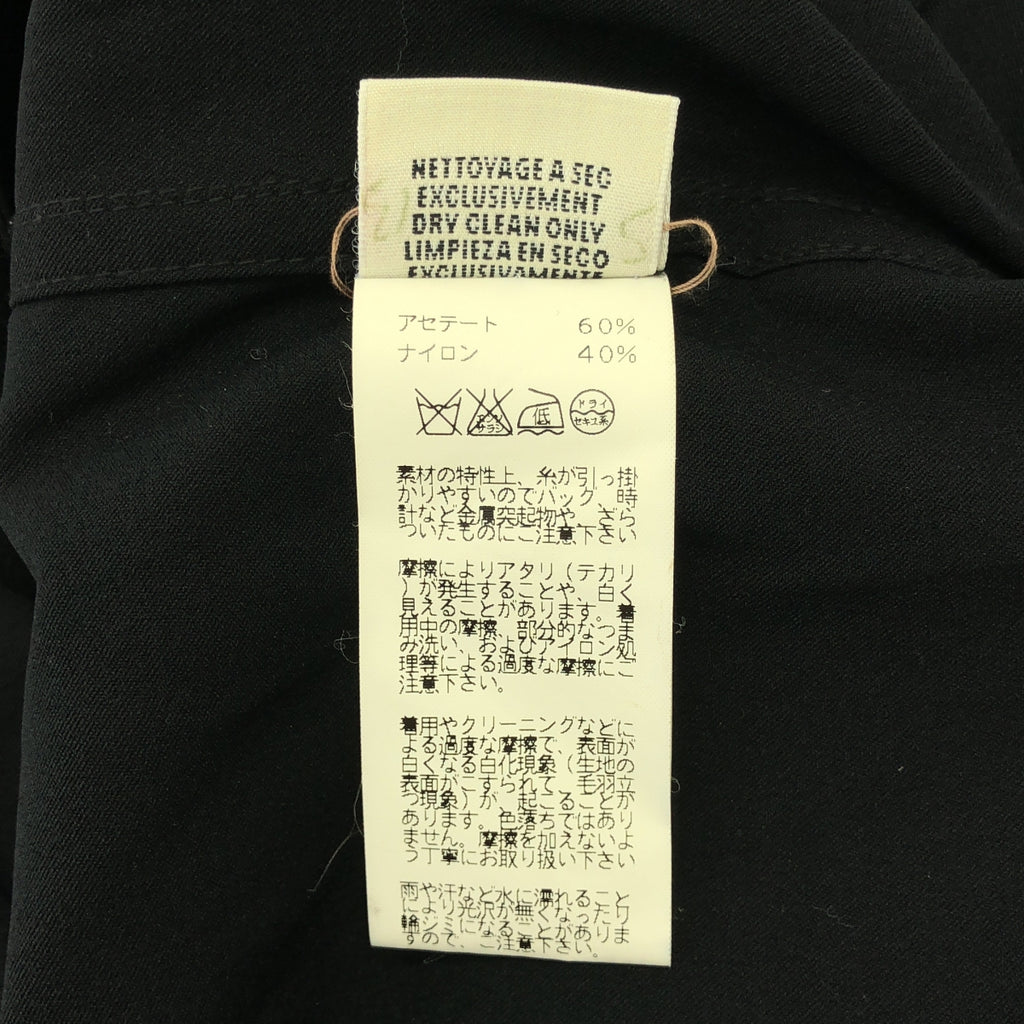 NETTOYAGE A SEC
EXCLUSIVEMENT
DRY CLEAN ONLY
LIMPIEZA EN SECO
EXCLUSIVAMENTE
アセテート 60%
ナイロン 40%
エンソ サラシ 低 ドライ セキユ系
素材の特性上、糸が引っ掛
かりやすいのでバッグ、時
計など金属突起物や、ざら
ついたものにご注意下さい
摩擦によりアタリ(テカリ
)が発生することや、白く
見えることがあります。着
用中の摩擦、部分的なつま
み洗い、およびアイロン処
理等による過度な摩擦にご
注意下さい。
着用やクリーニングなどに
よる過度な摩擦で、表面が
白くなる白化現象(生地の
表面がこすられて、毛羽立
つ現象)が、起こることが
あります。色落ちではあり
ません。摩擦を加えないよ
う丁寧にお取り扱い下さい
雨や汗など水に濡れること
により光沢が無くなったり
輪ジミになることがありま
すので、ご注意下さい。